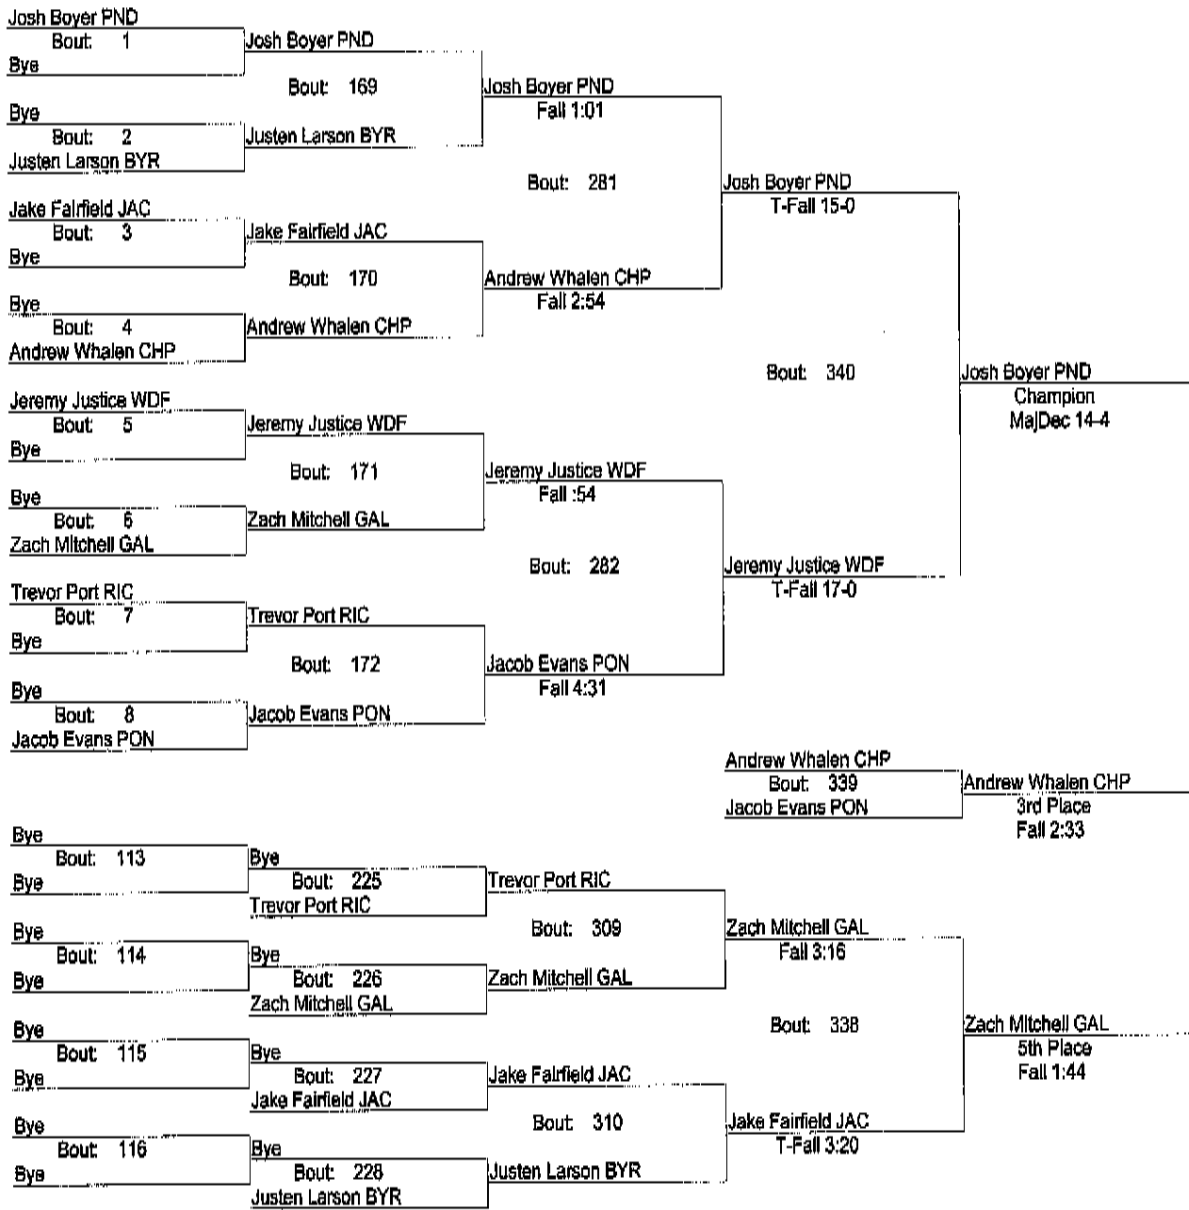 Josh Boyer PND
Bout: 1
Bye
Josh Boyer PND
Bout: 169
Bye
Bout: 2
Justen Larson BYR
Justen Larson BYR
Josh Boyer PND
Fall 1:01
Bout: 281
Jake Fairfield JAC
Bout: 3
Bye
Jake Fairfield JAC
Bout: 170
Bye
Bout: 4
Andrew Whalen CHP
Andrew Whalen CHP
Andrew Whalen CHP
Fall 2:54
Josh Boyer PND
T-Fall 15-0
Bout: 340
Josh Boyer PND
Champion
MajDec 14-4
Jeremy Justice WDF
Bout: 5
Bye
Jeremy Justice WDF
Bout: 171
Bye
Bout: 6
Zach Mitchell GAL
Zach Mitchell GAL
Jeremy Justice WDF
Fall :54
Bout: 282
Trevor Port RIC
Bout: 7
Bye
Trevor Port RIC
Bout: 172
Bye
Bout: 8
Jacob Evans PON
Jacob Evans PON
Jacob Evans PON
Fall 4:31
Jeremy Justice WDF
T-Fall 17-0
Andrew Whalen CHP
Bout: 339
Jacob Evans PON
Andrew Whalen CHP
3rd Place
Fall 2:33
Bye
Bout: 113
Bye
Bye
Bout: 225
Trevor Port RIC
Trevor Port RIC
Bout: 309
Bye
Bout: 114
Bye
Bye
Bout: 226
Zach Mitchell GAL
Zach Mitchell GAL
Zach Mitchell GAL
Fall 3:16
Bout: 338
Zach Mitchell GAL
5th Place
Fall 1:44
Bye
Bout: 115
Bye
Bye
Bout: 227
Jake Fairfield JAC
Jake Fairfield JAC
Bout: 310
Jake Fairfield JAC
T-Fall 3:20
Bye
Bout: 116
Bye
Bye
Bout: 228
Justen Larson BYR
Justen Larson BYR